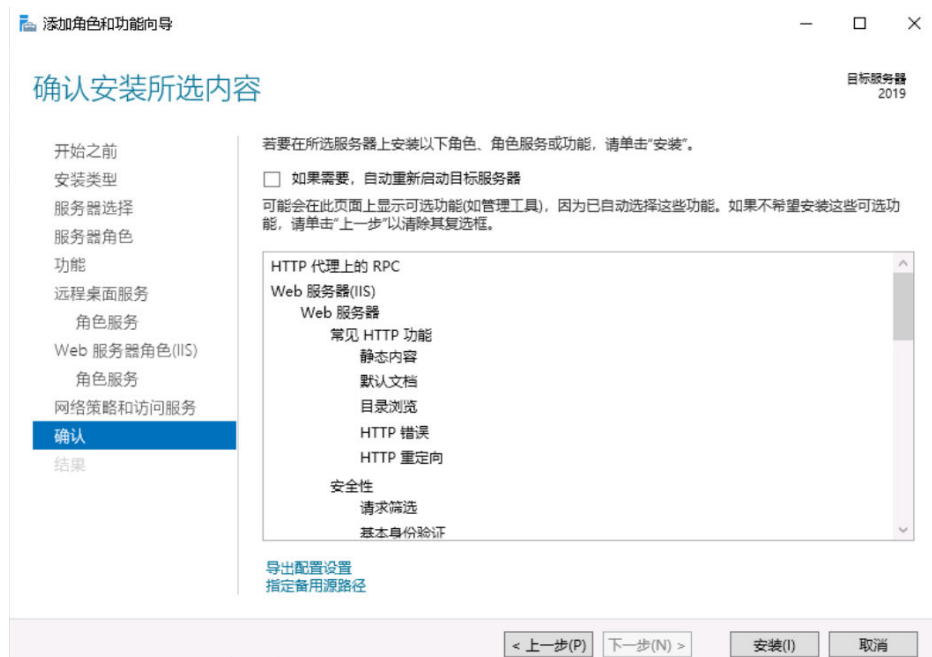 添加角色和功能向导
确认安装所选内容
目标服务器
2019
开始之前
安装类型
服务器选择
服务器角色
功能
远程桌面服务
角色服务
Web 服务器角色(IIS)
角色服务
网络策略和访问服务
确认
结果
若要在所选服务器上安装以下角色、角色服务或功能，请单击"安装"。
如果需要，自动重新启动目标服务器
可能会在此页面上显示可选功能(如管理工具)，因为已自动选择这些功能。如果不希望安装这些可选功
能，请单击"上一步"以清除其复选框。
HTTP 代理上的 RPC
Web 服务器(IIS)
Web 服务器
常见 HTTP 功能
静态内容
默认文档
目录浏览
HTTP 错误
HTTP 重定向
安全性
请求筛选
基本身份验证
导出配置设置
指定备用源路径
< 上一步(P)
下一步(N) >
安装(I)
取消